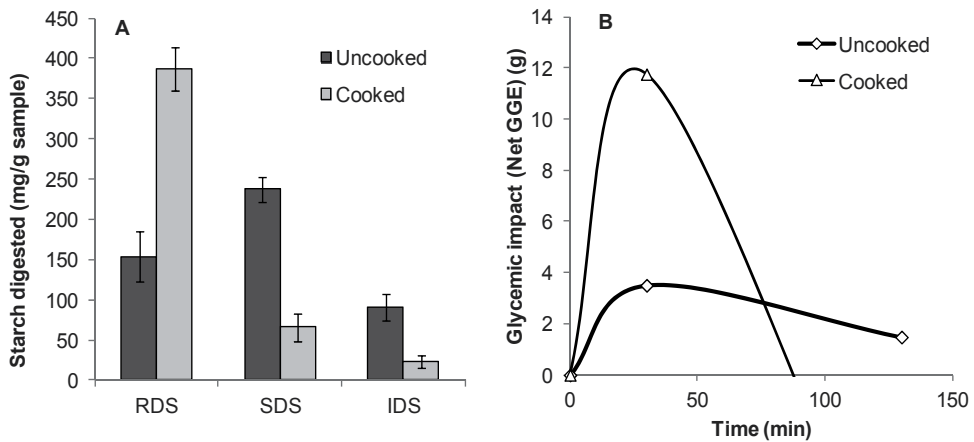 A
Starch digested (mg/g sample)
450
400
350
300
250
200
150
100
50
0
RDS SDS IDS
Uncooked
Cooked
B
Glycemic impact (Net GGE) (g)
14
12
10
8
6
4
2
0
0 50 100 150
Time (min)
Uncooked
Cooked